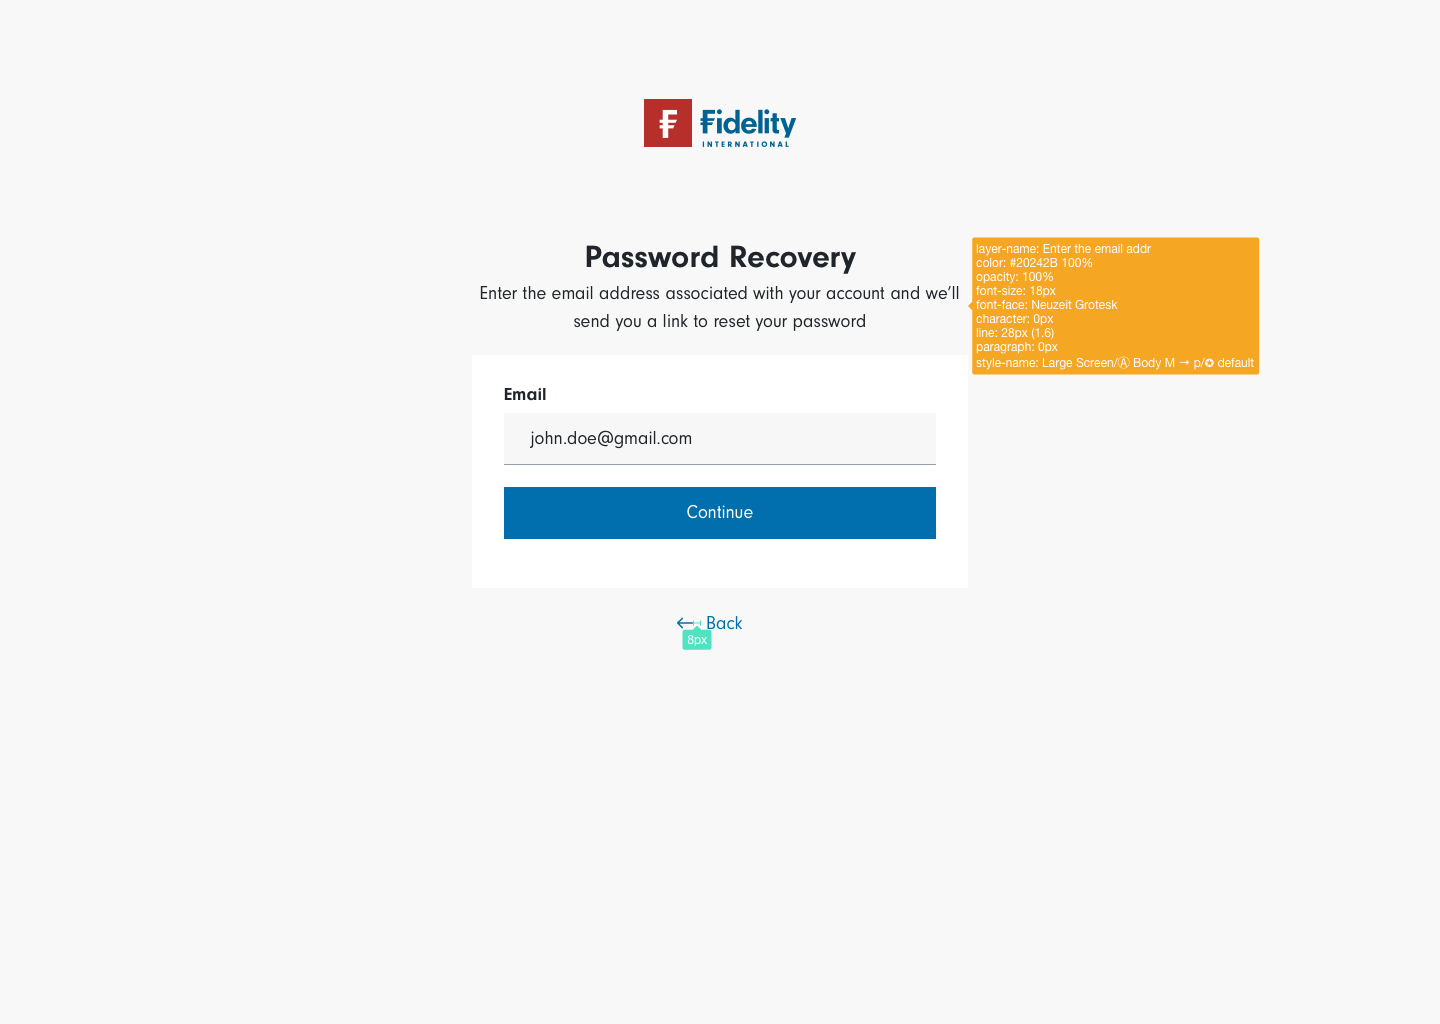 Fidelity
INTERNATIONAL
Password Recovery
Enter the email address associated with your account and we’ll
send you a link to reset your password
layer-name: Enter the email addr
color: #20242B 100%
opacity: 100%
font-size: 18px
font-face: Neuzeit Grotesk
character: 0px
line: 28px (1.6)
paragraph: 0px
style-name: Large Screen/Ⓐ Body M → p/✪ default
Email
john.doe@gmail.com
Continue
← Back
8px